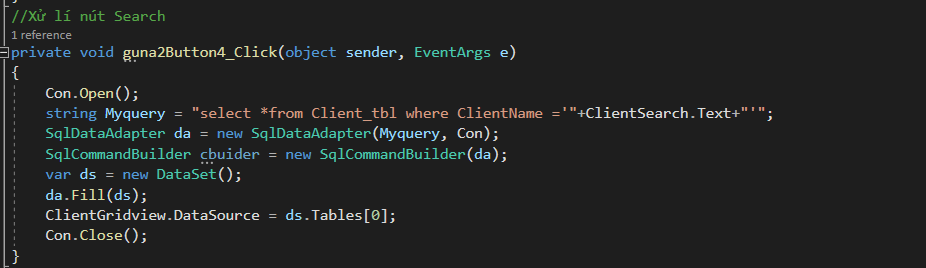 //Xử lí nút Search
1 reference
private void guna2Button4_Click(object sender, EventArgs e)
{
Con.Open();
string Myquery = "select *from Client_tbl where ClientName ='"+ClientSearch.Text+"'";
SqlDataAdapter da = new SqlDataAdapter(Myquery, Con);
SqlCommandBuilder cbuider = new SqlCommandBuilder(da);
var ds = new DataSet();
da.Fill(ds);
ClientGridview.DataSource = ds.Tables[0];
Con.Close();
}